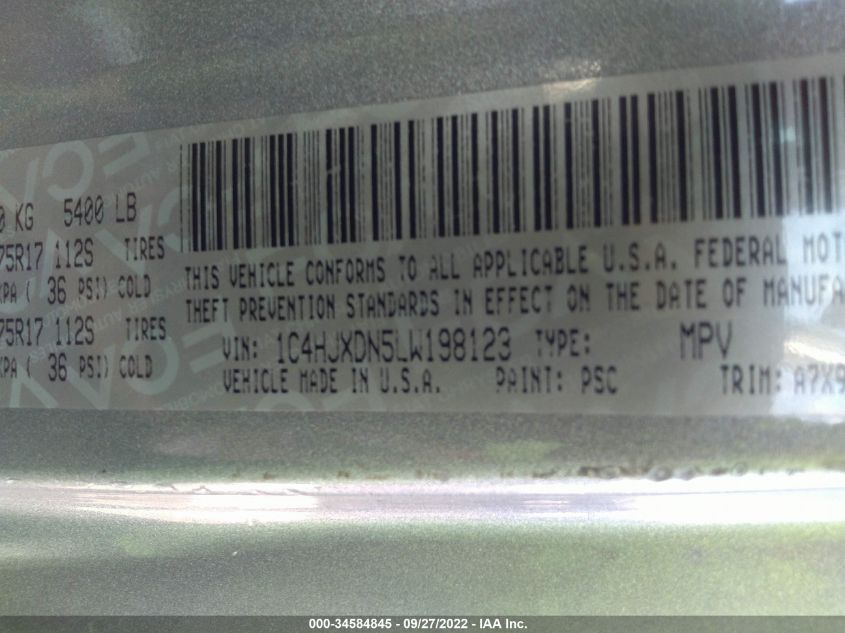 0 KG 5400 LB
75R17 112S TIRES
KPA ( 36 PSI) COLD
75R17 112S TIRES
KPA ( 36 PSI) COLD
THIS VEHICLE CONFORMS TO ALL APPLICABLE U.S.A. FEDERAL MOT
THEFT PREVENTION STANDARDS IN EFFECT ON THE DATE OF MANUFA
VIN: 1C4HJXDN5LW198123 TYPE: MPV
VEHICLE MADE IN U.S.A. PAINT: PSC TRIM: A7X9
000-34584845 / 09/27/2022 - IAA Inc.